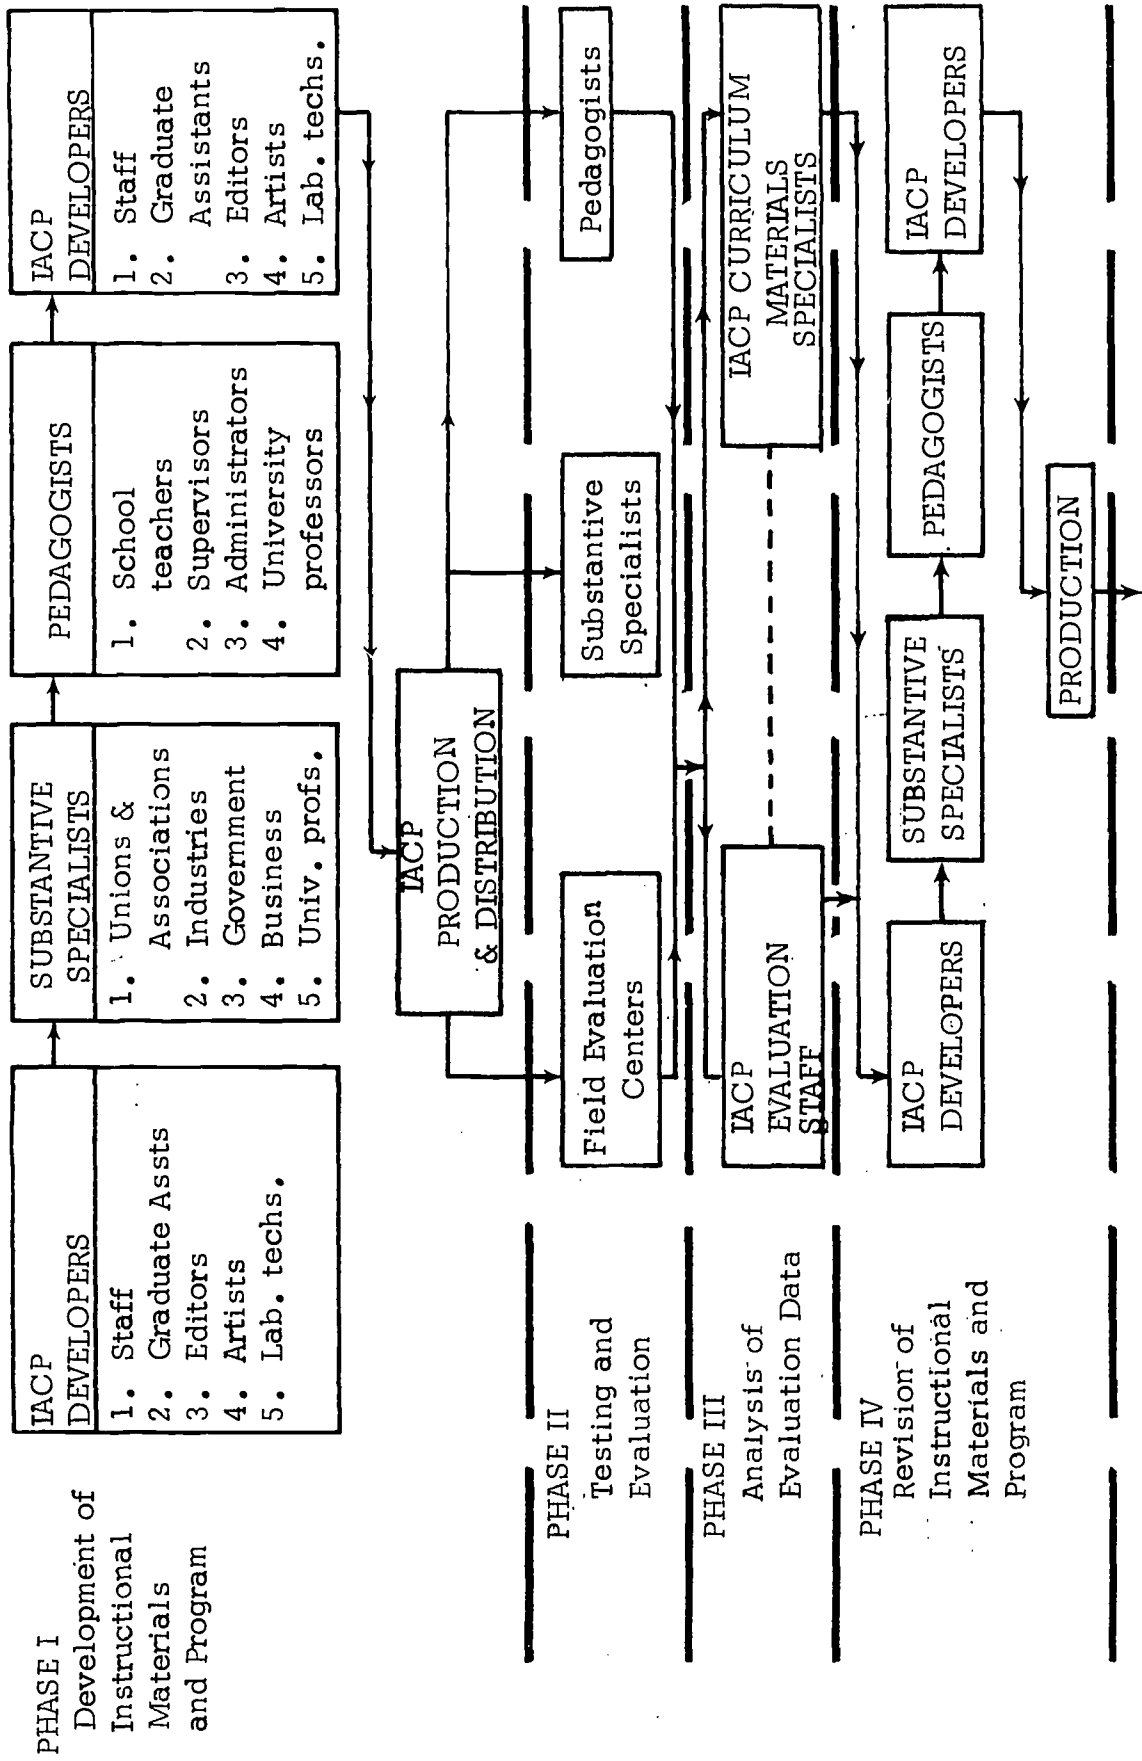 PHASE I
Development of
Instructional
Materials
and Program
IACP
DEVELOPERS
1. Staff
2. Graduate Assts
3. Editors
4. Artists
5. Lab. techs.
SUBSTANTIVE
SPECIALISTS
1. Unions &
Associations
2. Industries
3. Government
4. Business
5. Univ. profs.
PEDAGOGISTS
1. School
teachers
2. Supervisors
3. Administrators
4. University
professors
IACP
DEVELOPERS
1. Staff
2. Graduate
Assistants
3. Editors
4. Artists
5. Lab. techs.
IACP
PRODUCTION
& DISTRIBUTION
PHASE II
Testing and
Evaluation
Field Evaluation
Centers
Substantive
Specialists
Pedagogists
PHASE III
Analysis of
Evaluation Data
IACP
EVALUATION
STAFF
IACP CURRICULUM
MATERIALS
SPECIALISTS
PHASE IV
Revision of
Instructional
Materials and
Program
IACP
DEVELOPERS
SUBSTANTIVE
SPECIALISTS
PEDAGOGISTS
IACP
DEVELOPERS
PRODUCTION